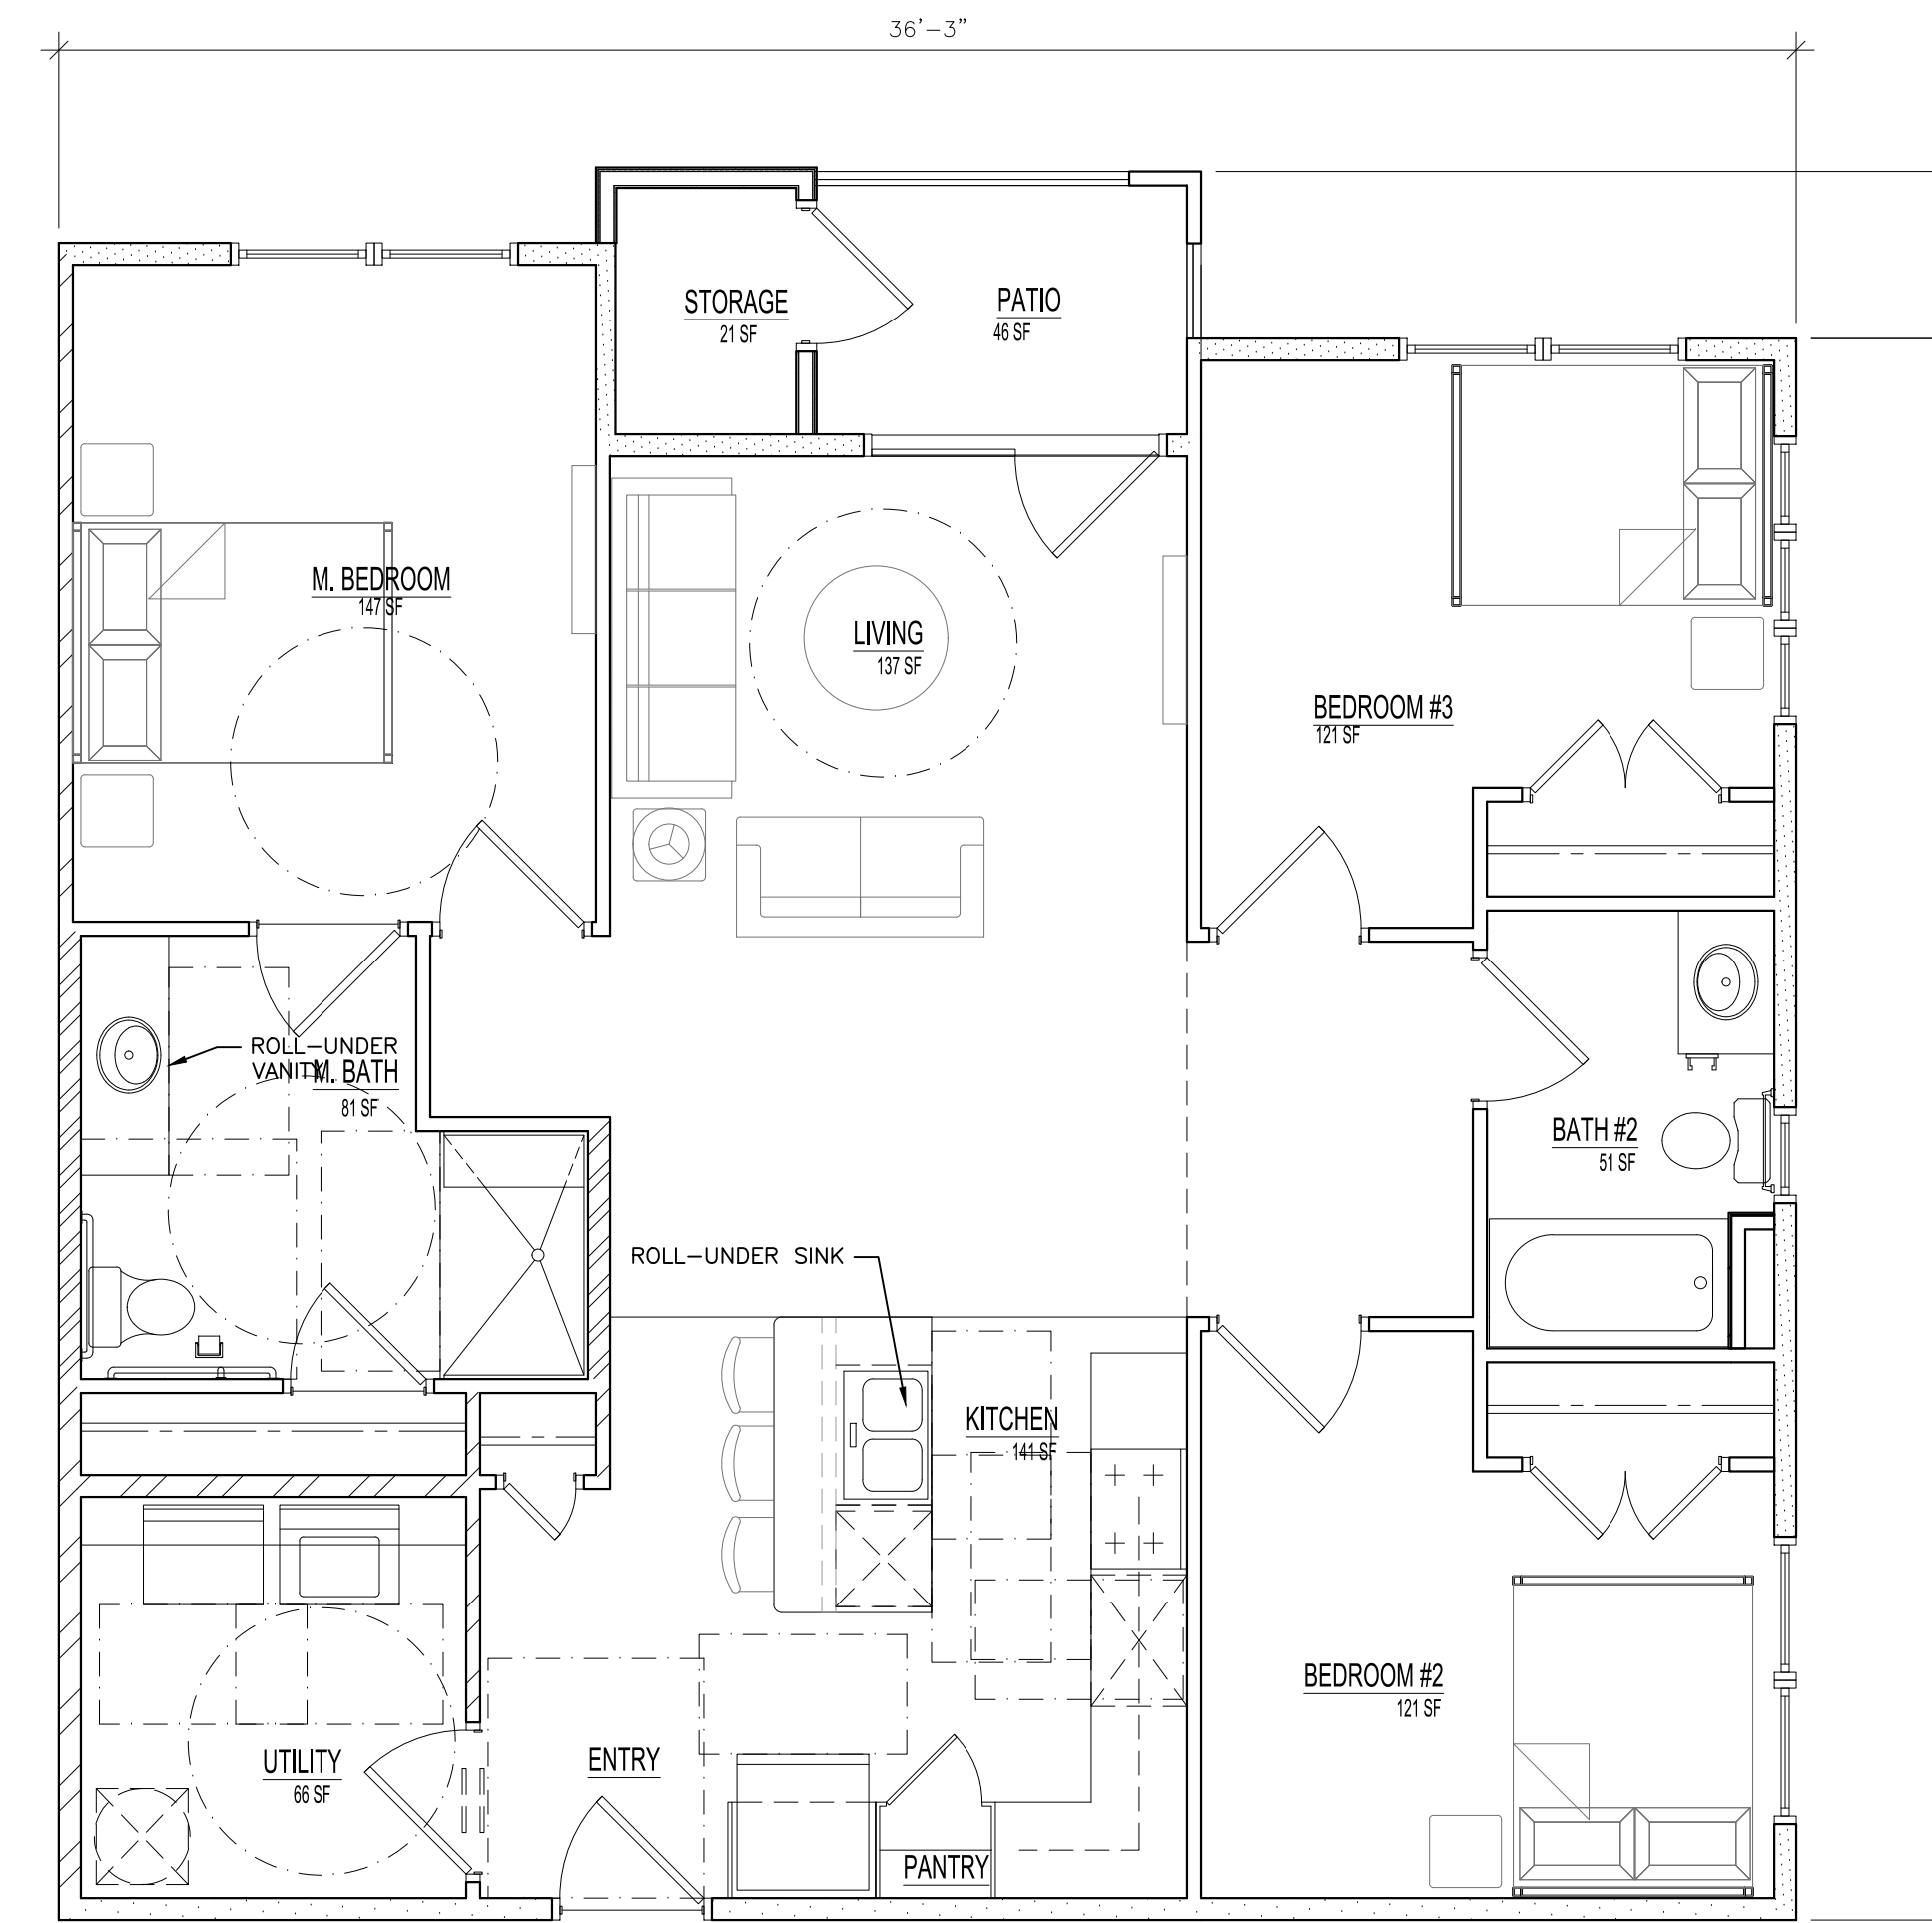 36'-3"
STORAGE
21 SF
PATIO
46 SF
M. BEDROOM
147 SF
LIVING
137 SF
BEDROOM #3
121 SF
ROLL-UNDER
VANITY
M. BATH
81 SF
BATH #2
51 SF
ROLL-UNDER SINK
KITCHEN
141 SF
BEDROOM #2
121 SF
UTILITY
66 SF
ENTRY
PANTRY